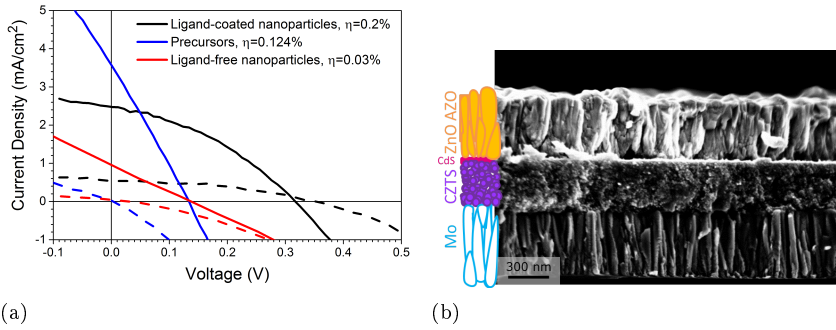 5
4
3
2
1
0
-1
-0.1
0.0
0.1
0.2
0.3
0.4
0.5
Current Density (mA/cm²)
Voltage (V)
Ligand-coated nanoparticles, η=0.2%
Precursors, η=0.124%
Ligand-free nanoparticles, η=0.03%
(a)
AZO
ZnO
CdS
CZTS
Mo
300 nm
(b)